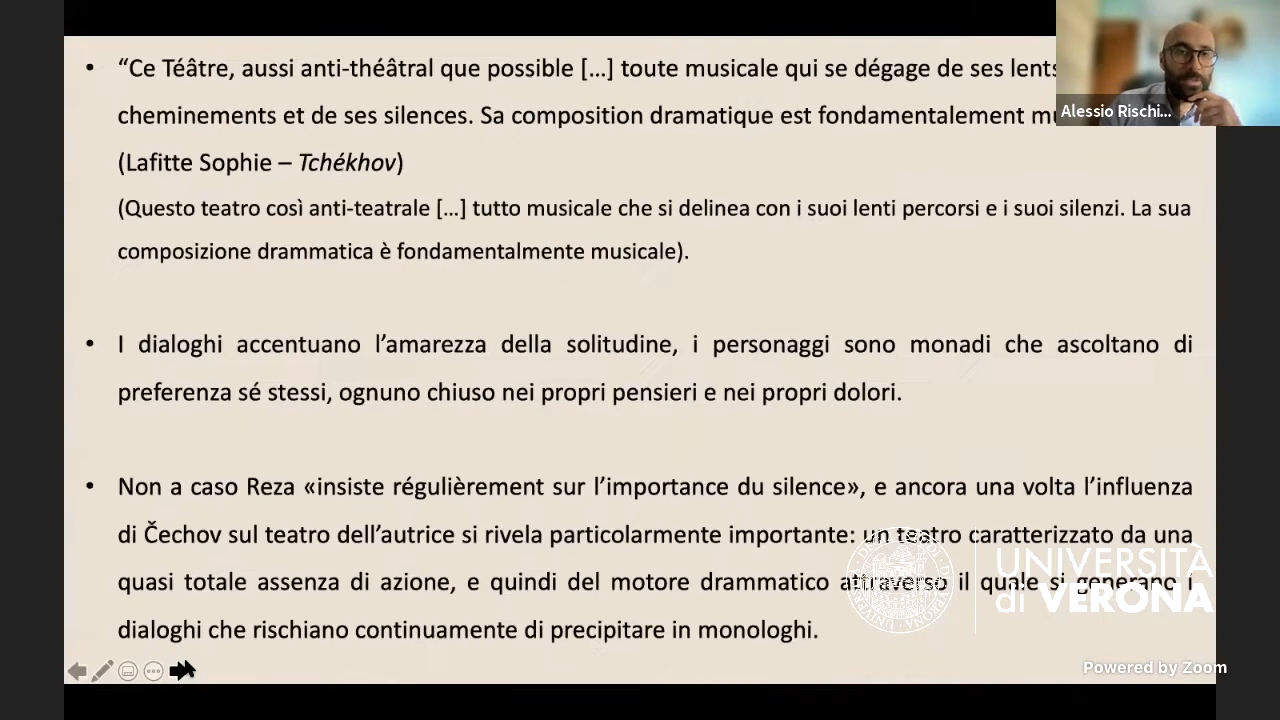 “Ce Téâtre, aussi anti-théâtral que possible […] toute musicale qui se dégage de ses lents
cheminements et de ses silences. Sa composition dramatique est fondamentalement
(Lafitte Sophie – Tchékhov)
(Questo teatro così anti-teatrale […] tutto musicale che si delinea con i suoi lenti percorsi e i suoi silenzi. La sua
composizione drammatica è fondamentalmente musicale).
I dialoghi accentuano l’amarezza della solitudine, i personaggi sono monadi che ascoltano di
preferenza sé stessi, ognuno chiuso nei propri pensieri e nei propri dolori.
Non a caso Reza «insiste régulièrement sur l’importance du silence», e ancora una volta l’influenza
di Čechov sul teatro dell’autrice si rivela particolarmente importante: un teatro caratterizzato da una
quasi totale assenza di azione, e quindi del motore drammatico attraverso il quale si generano i
dialoghi che rischiano continuamente di precipitare in monologhi.
Alessio Rischi...
UNIVERSITÀ
di VERONA
Powered by Zoom